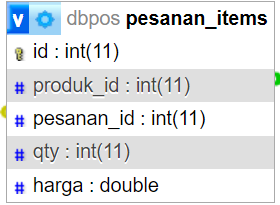 v dbpos pesanan_items
id : int(11)
# produk_id : int(11)
# pesanan_id : int(11)
# qty : int(11)
# harga : double